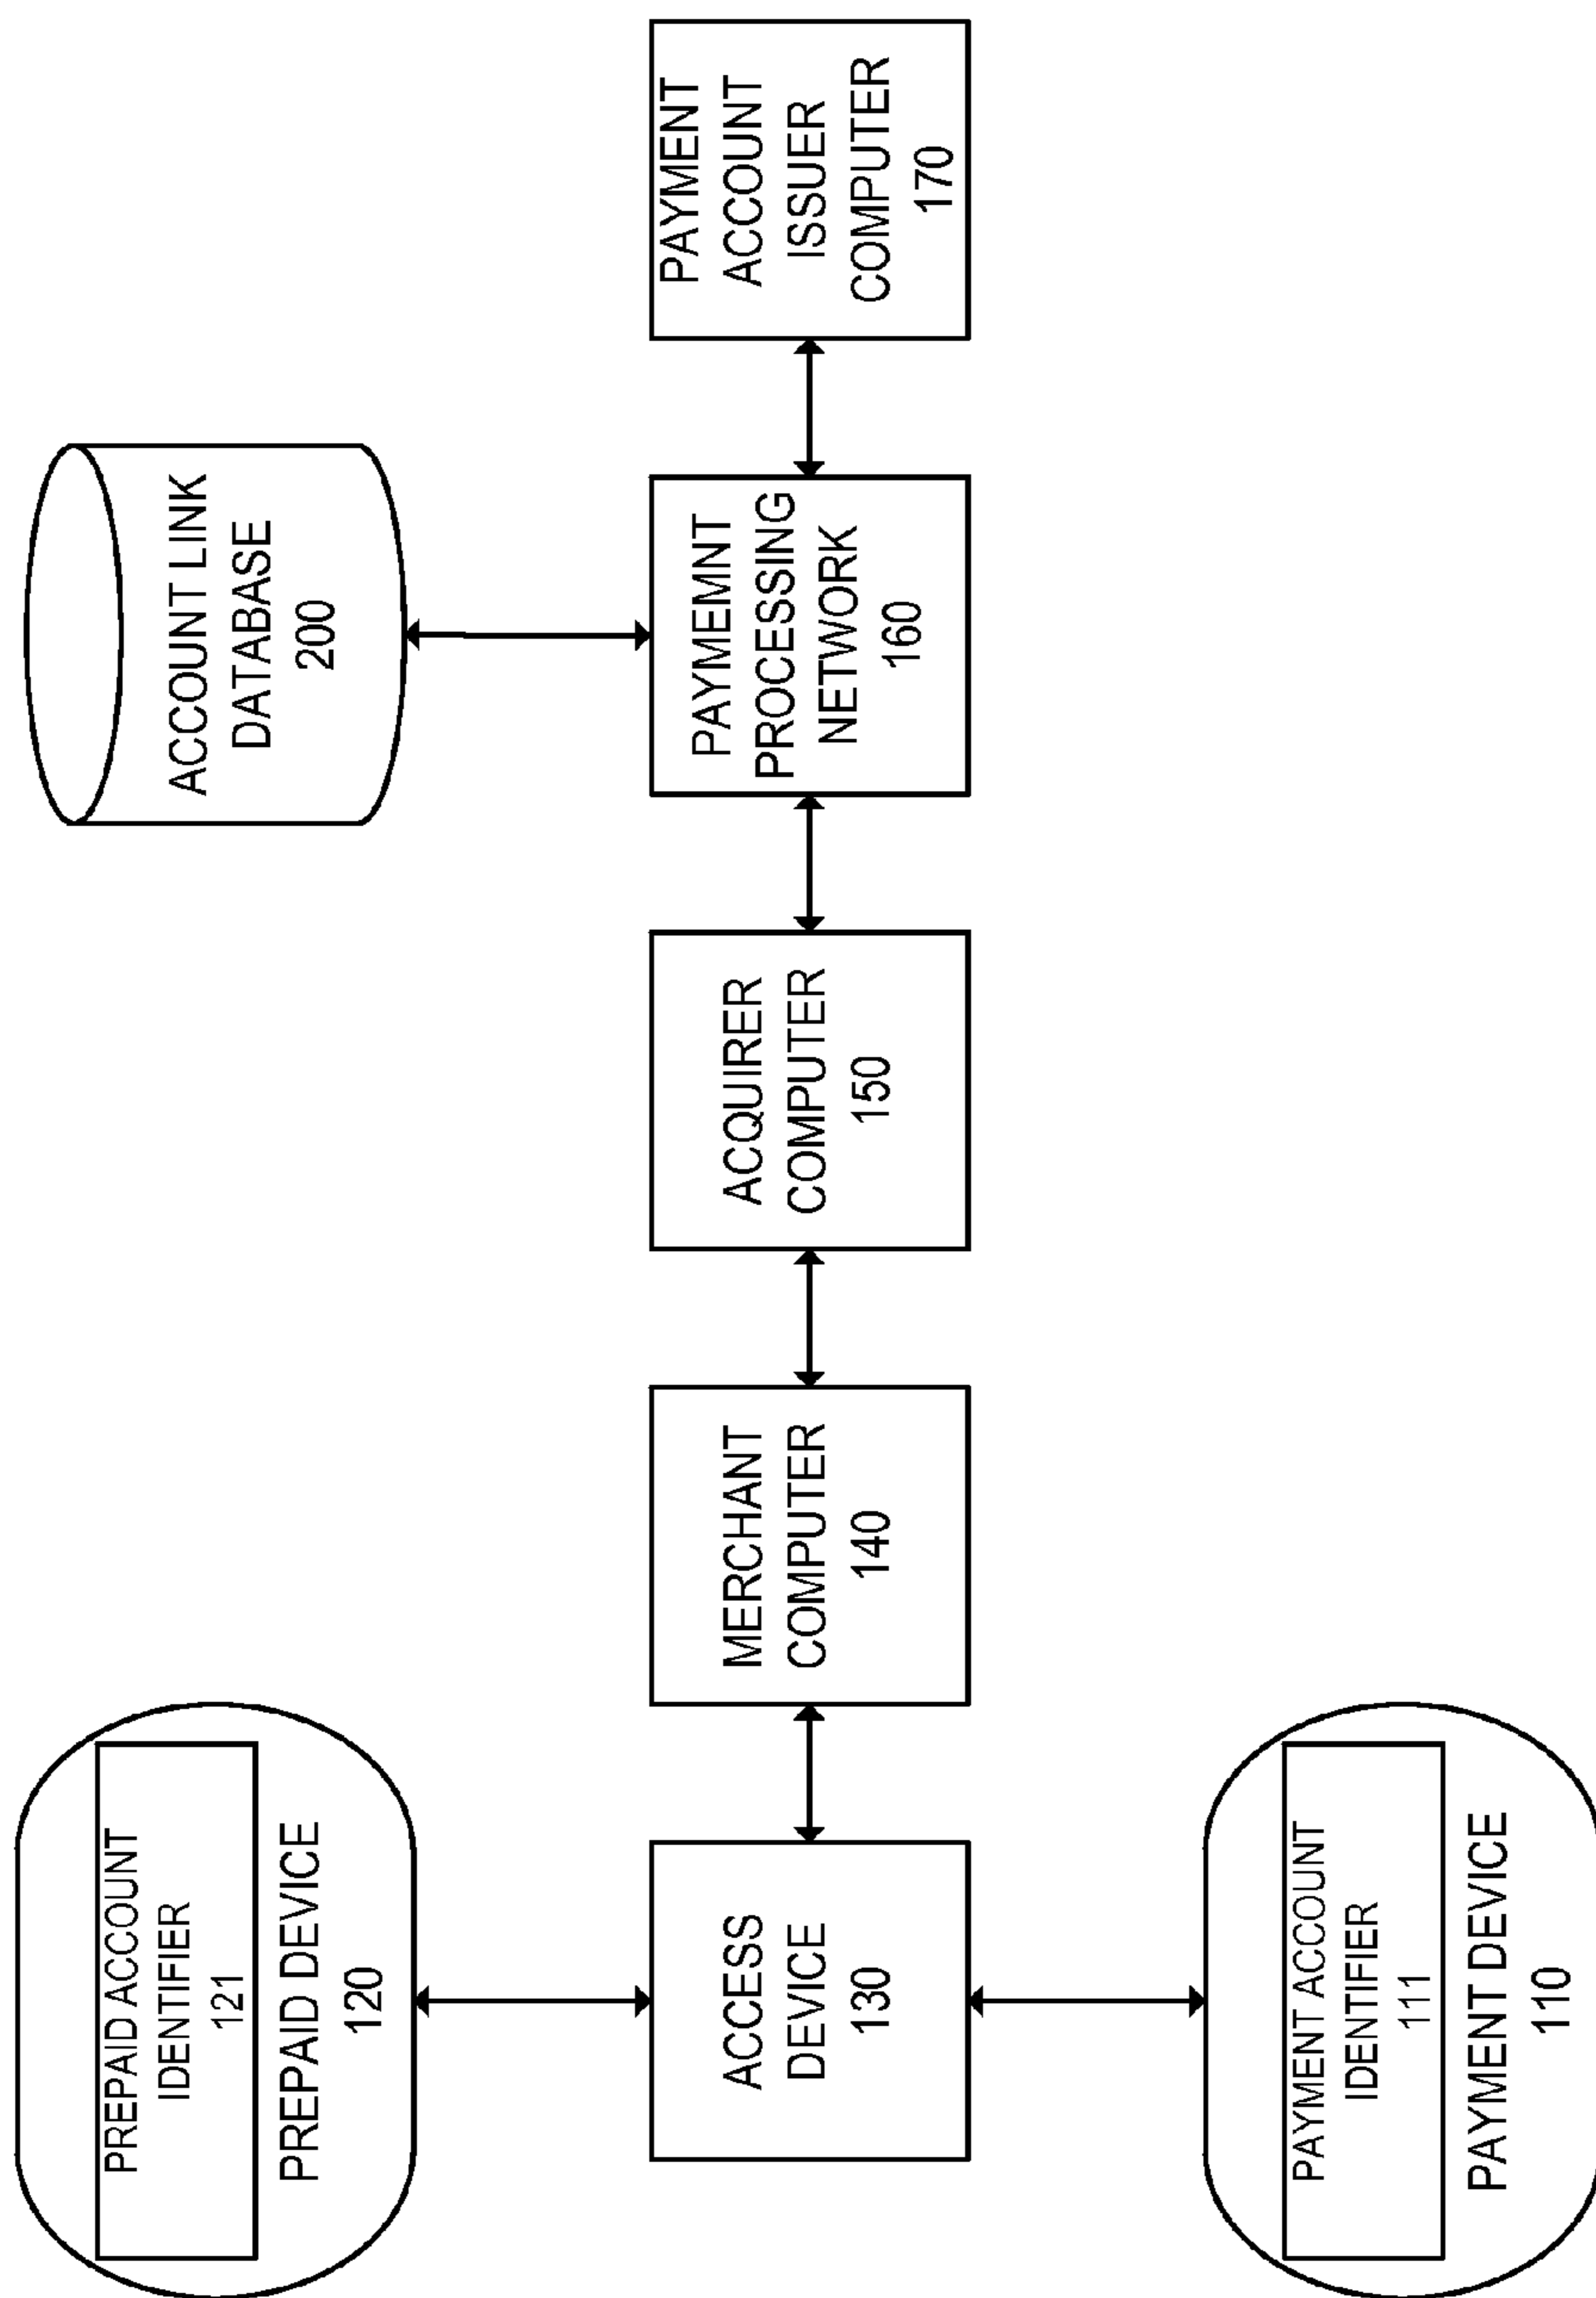 PREPAID ACCOUNT
IDENTIFIER
121
PREPAID DEVICE
120
ACCOUNT LINK
DATABASE
200
ACCESS
DEVICE
130
MERCHANT
COMPUTER
140
ACQUIRER
COMPUTER
150
PAYEMNT
PROCESSING
NETWORK
160
PAYMENT
ACCOUNT
ISSUER
COMPUTER
170
PAYMENT ACCOUNT
IDENTIFIER
111
PAYMENT DEVICE
110